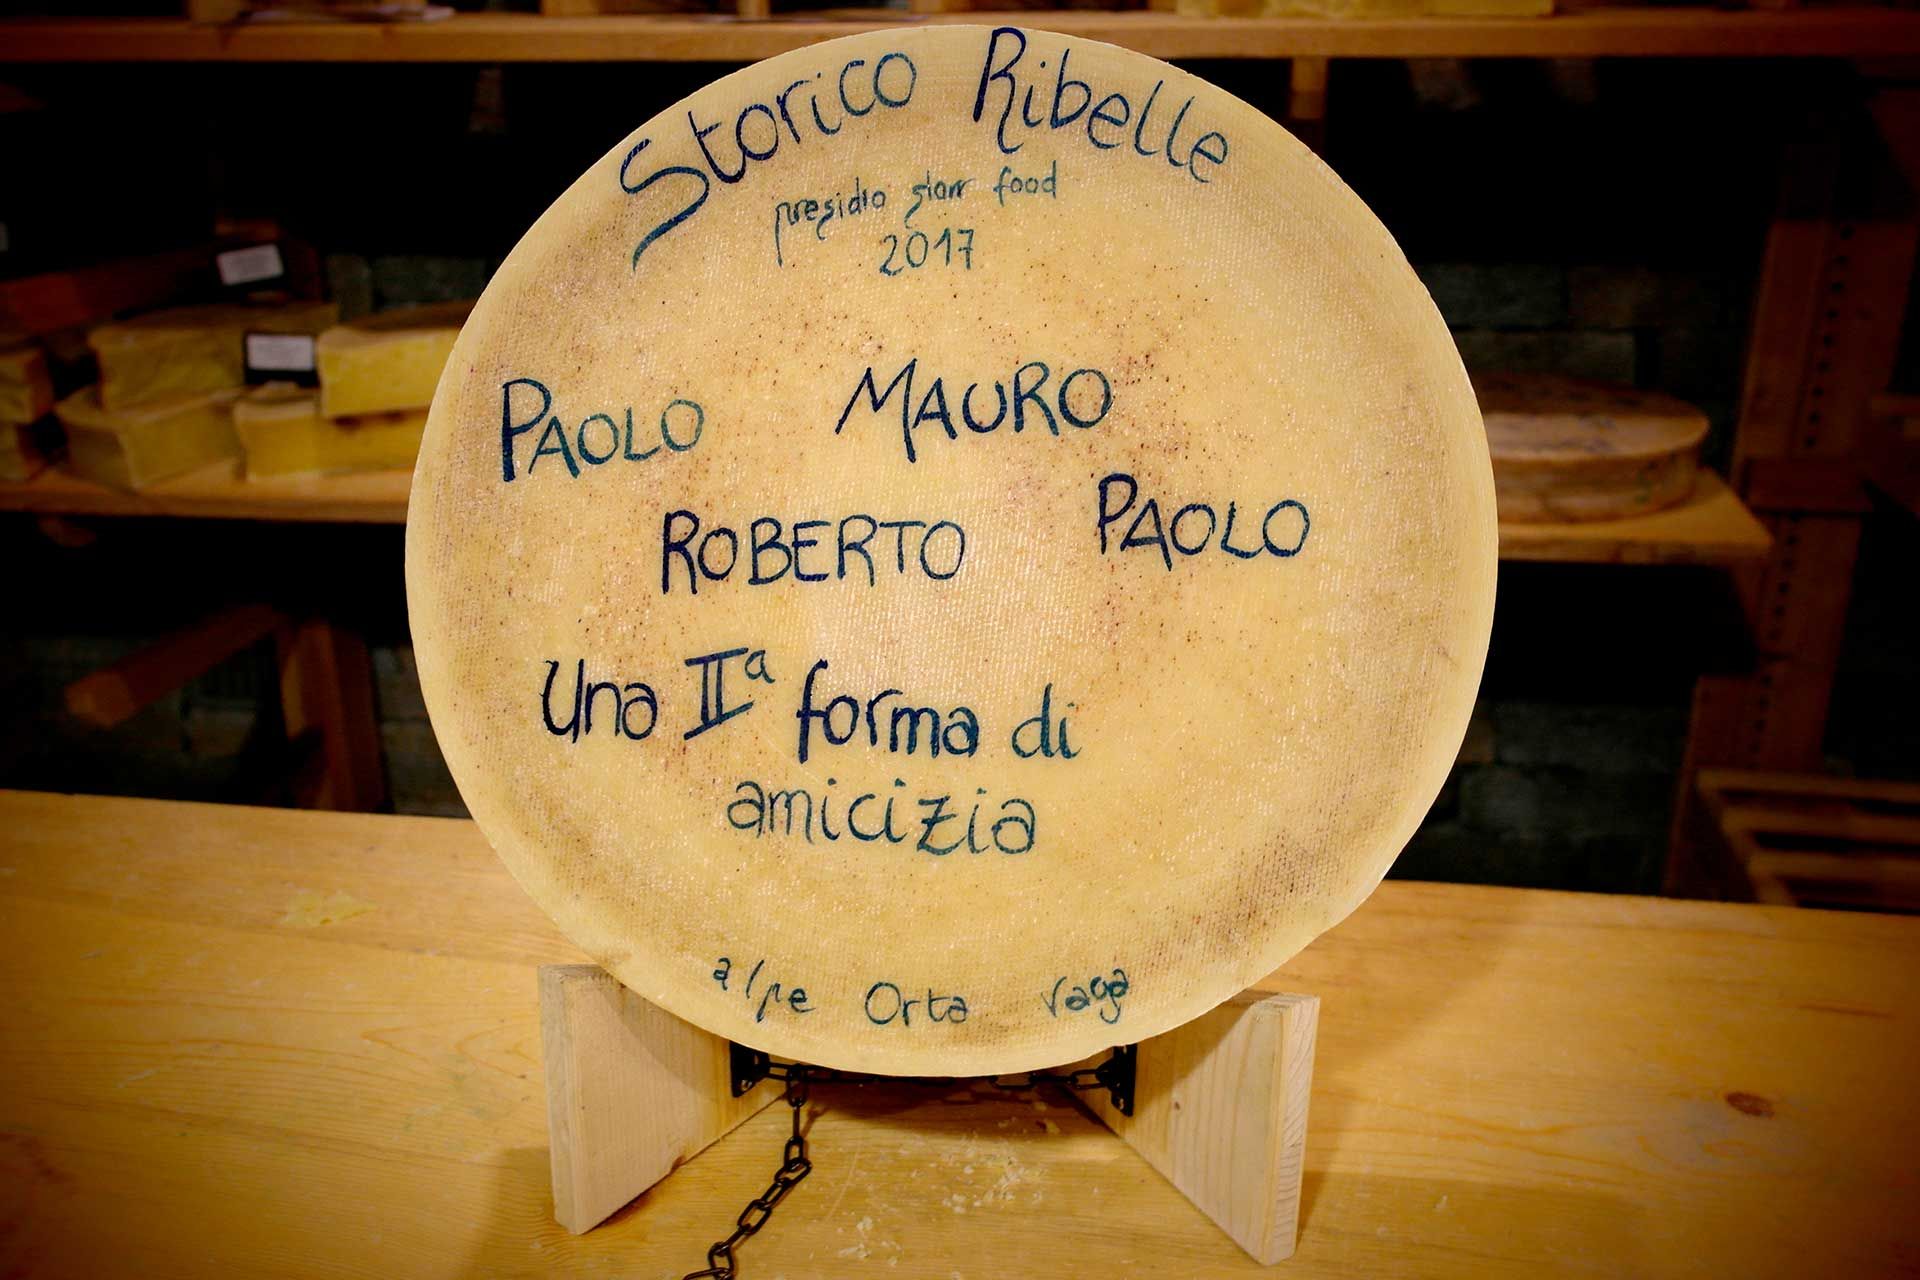 Storico Ribelle
presidio slow food
2017
PAOLO MAURO
ROBERTO PAOLO
Una IIª forma di
amicizia
alpe Orta vaga